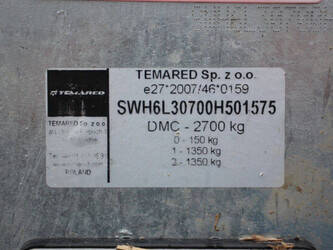 TEMARED Sp. z o.o.
e27*2007/46*0159
SWH6L30700H501575
DMC - 2700 kg
0 - 150 kg
1 - 1350 kg
2 - 1350 kg
TEMARED
TEMARED Sp. z o.o.
POLAND